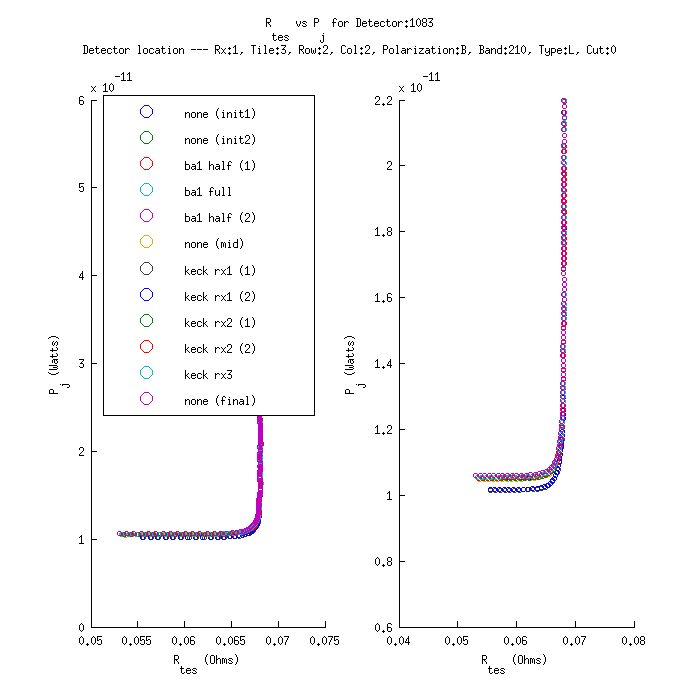 R vs P for Detector:1083
tes j
Detector location --- Rx:1, Tile:3, Row:2, Col:2, Polarization:B, Band:210, Type:L, Cut:0
x 10 -11
6
5
4
3
2
1
0
P j (Watts)
none (init1)
none (init2)
ba1 half (1)
ba1 full
ba1 half (2)
none (mid)
keck rx1 (1)
keck rx1 (2)
keck rx2 (1)
keck rx2 (2)
keck rx3
none (final)
0.05 0.055 0.06 0.065 0.07 0.075
R tes (Ohms)
x 10 -11
2.2
2
1.8
1.6
1.4
1.2
1
0.8
0.6
P j (Watts)
0.04 0.05 0.06 0.07 0.08
R tes (Ohms)